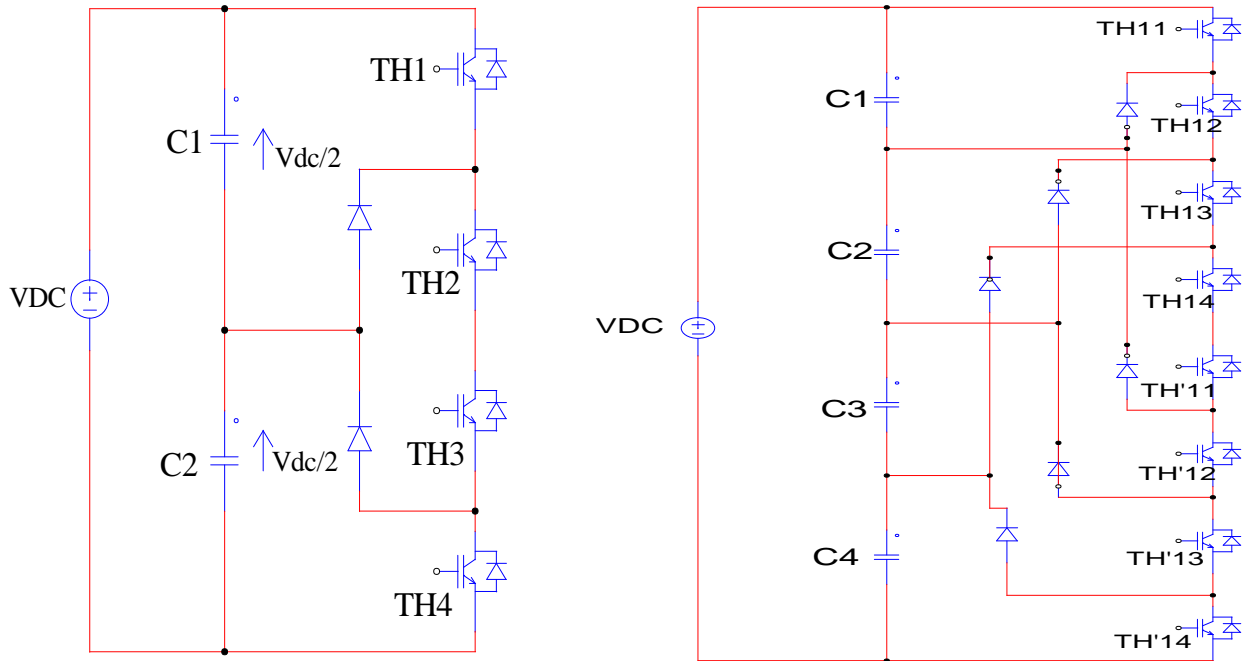 TH1
C1
Vdc/2
VDC
TH2
C2
Vdc/2
TH3
TH4
TH11
C1
TH12
TH13
C2
TH14
VDC
TH'11
C3
TH'12
C4
TH'13
TH'14